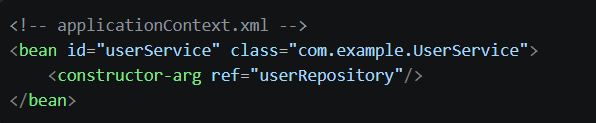 <!-- applicationContext.xml -->
<bean id="userService" class="com.example.UserService">
    <constructor-arg ref="userRepository"/>
</bean>